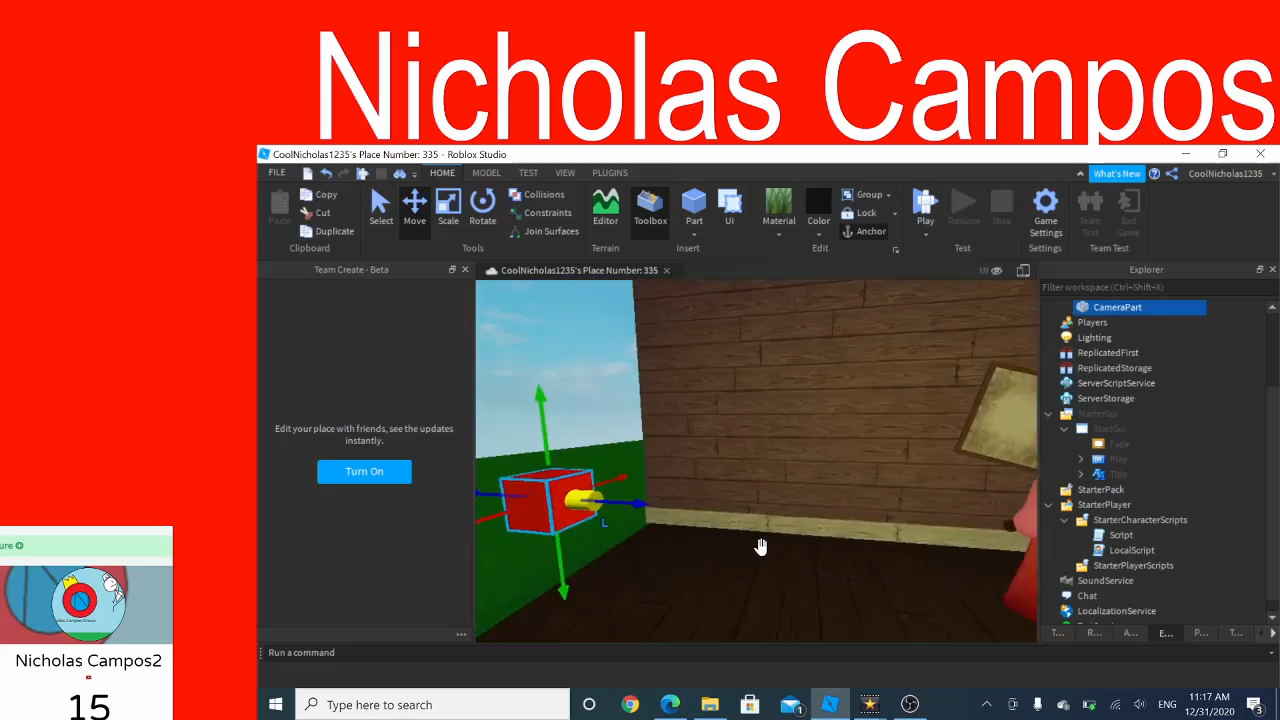 Nicholas Campos
CoolNicholas1235's Place Number: 335 - Roblox Studio
FILE HOME MODEL TEST VIEW PLUGINS What's New CoolNicholas1235
Paste Copy Cut Duplicate
Select Move Scale Rotate Collisions Constraints Join Surfaces
Editor Toolbox Part UI Material Color Group Lock Anchor
Play Resume Stop Game Settings Team Test Exit Game
Clipboard Tools Terrain Insert Edit Test Settings Team Test
Team Create - Beta
CoolNicholas1235's Place Number: 335
UI
Explorer
Filter workspace (Ctrl+Shift+X)
CameraPart
Players
Lighting
ReplicatedFirst
ReplicatedStorage
ServerScriptService
ServerStorage
StarterGui
StartGui
Fade
Play
Title
StarterPack
StarterPlayer
StarterCharacterScripts
Script
LocalScript
StarterPlayerScripts
SoundService
Chat
LocalizationService
Edit your place with friends, see the updates
instantly.
Turn On
L
T... R... A... E... P... T...
Run a command
ure
Nicholas Campos2
15
Type here to search
1
ENG
11:17 AM
12/31/2020
3